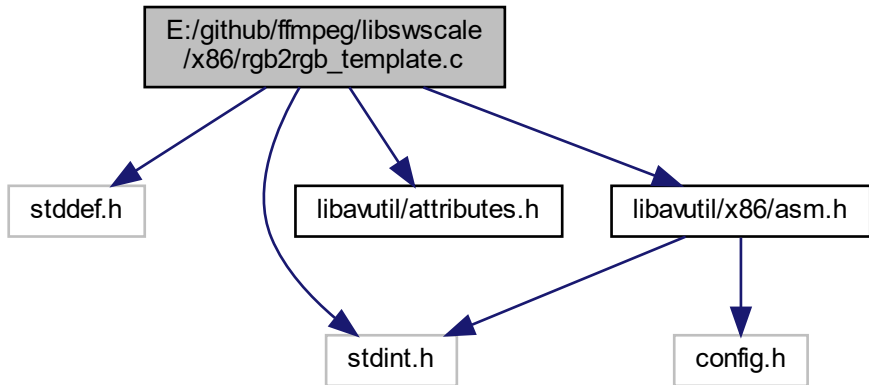 E:/github/ffmpeg/libswscale
/x86/rgb2rgb_template.c
stddef.h
libavutil/attributes.h
libavutil/x86/asm.h
stdint.h
config.h